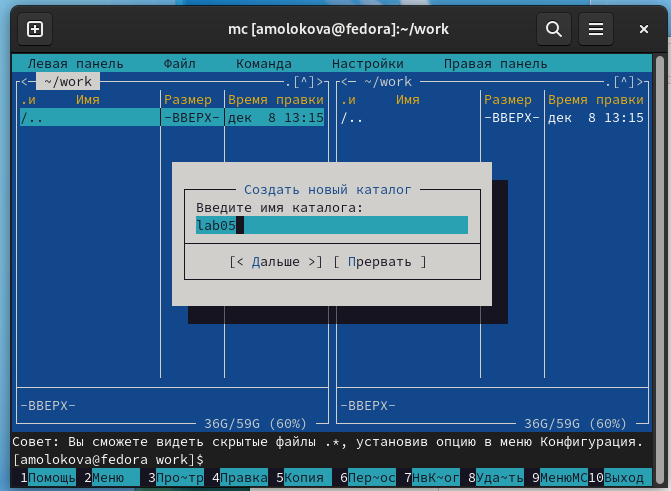 mc [amolokova@fedora]:~/work
Левая панель Файл Команда Настройки Правая панель
<- ~/work .[^]> <- ~/work .[^]>
.и Имя Размер Время правки .и Имя Размер Время правки
/.. -ВВЕРХ- дек 8 13:15 /.. -ВВЕРХ- дек 8 13:15
Создать новый каталог
Введите имя каталога:
lab05
[< Дальше >] [ Прервать ]
-ВВЕРХ- -ВВЕРХ-
36G/59G (60%) 36G/59G (60%)
Совет: Вы сможете видеть скрытые файлы .*, установив опцию в меню Конфигурация.
[amolokova@fedora work]$
1Помощь 2Меню 3Про~тр 4Правка 5Копия 6Пер~ос 7НвК~ог 8Уда~ть 9МенюMC 10Выход